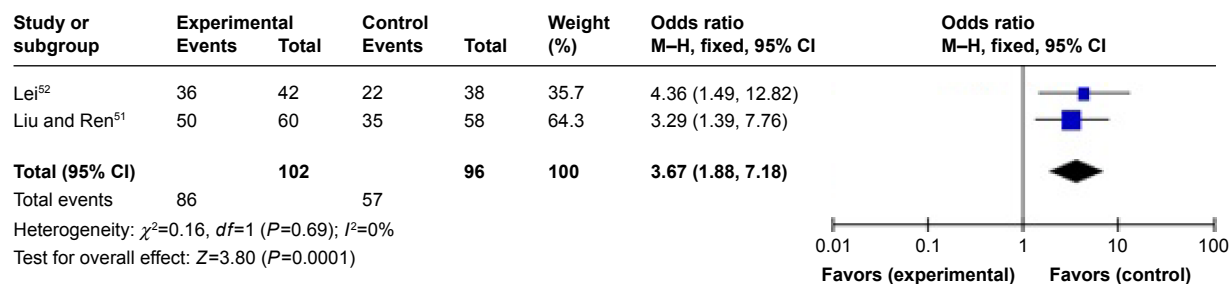 Study or Experimental Control Weight Odds ratio Odds ratio
subgroup Events Total Events Total (%) M–H, fixed, 95% CI M–H, fixed, 95% CI
Lei52 36 42 22 38 35.7 4.36 (1.49, 12.82)
Liu and Ren51 50 60 35 58 64.3 3.29 (1.39, 7.76)
Total (95% CI) 102 96 100 3.67 (1.88, 7.18)
Total events 86 57
Heterogeneity: χ²=0.16, df=1 (P=0.69); I²=0%
Test for overall effect: Z=3.80 (P=0.0001)
0.01 0.1 1 10 100
Favors (experimental) Favors (control)